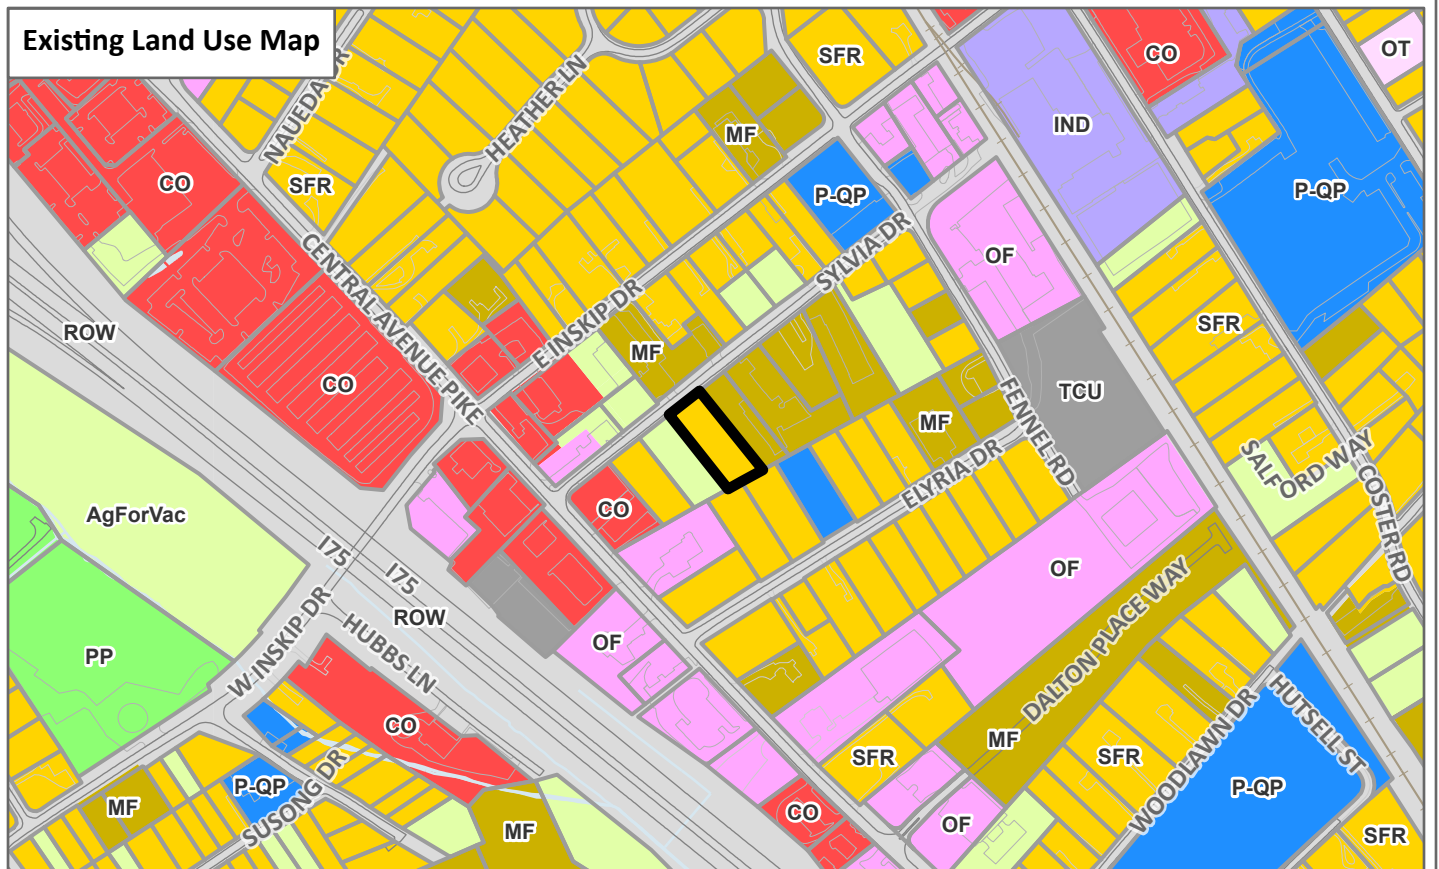 Existing Land Use Map
NAUEDA DR
HEATHER LN
SFR
CO
OT
IND
MF
CO
SFR
P-QP
P-QP
SYLVIA DR
OF
CENTRAL AVENUE PIKE
E INSKIP DR
ROW
SFR
MF
CO
TCU
FENNEL RD
MF
ELYRIA DR
SALFORD WAY
COSTER RD
AgForVac
CO
I75
I75
OF
ROW
W INSKIP DR
HUBBS LN
OF
PP
DALTON PLACE WAY
HUTSELL ST
CO
MF
SFR
SFR
WOODLAWN DR
P-QP
P-QP
SUSONG DR
MF
CO
OF
MF
SFR